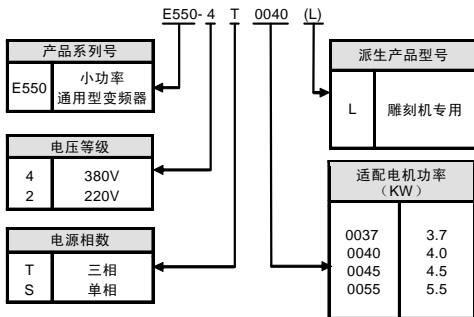 E550-4 T 0040 (L)
产品系列号
E550 小功率
通用型变频器
电压等级
4 380V
2 220V
电源相数
T 三相
S 单相
派生产品型号
L 雕刻机专用
适配电机功率
（KW）
0037 3.7
0040 4.0
0045 4.5
0055 5.5